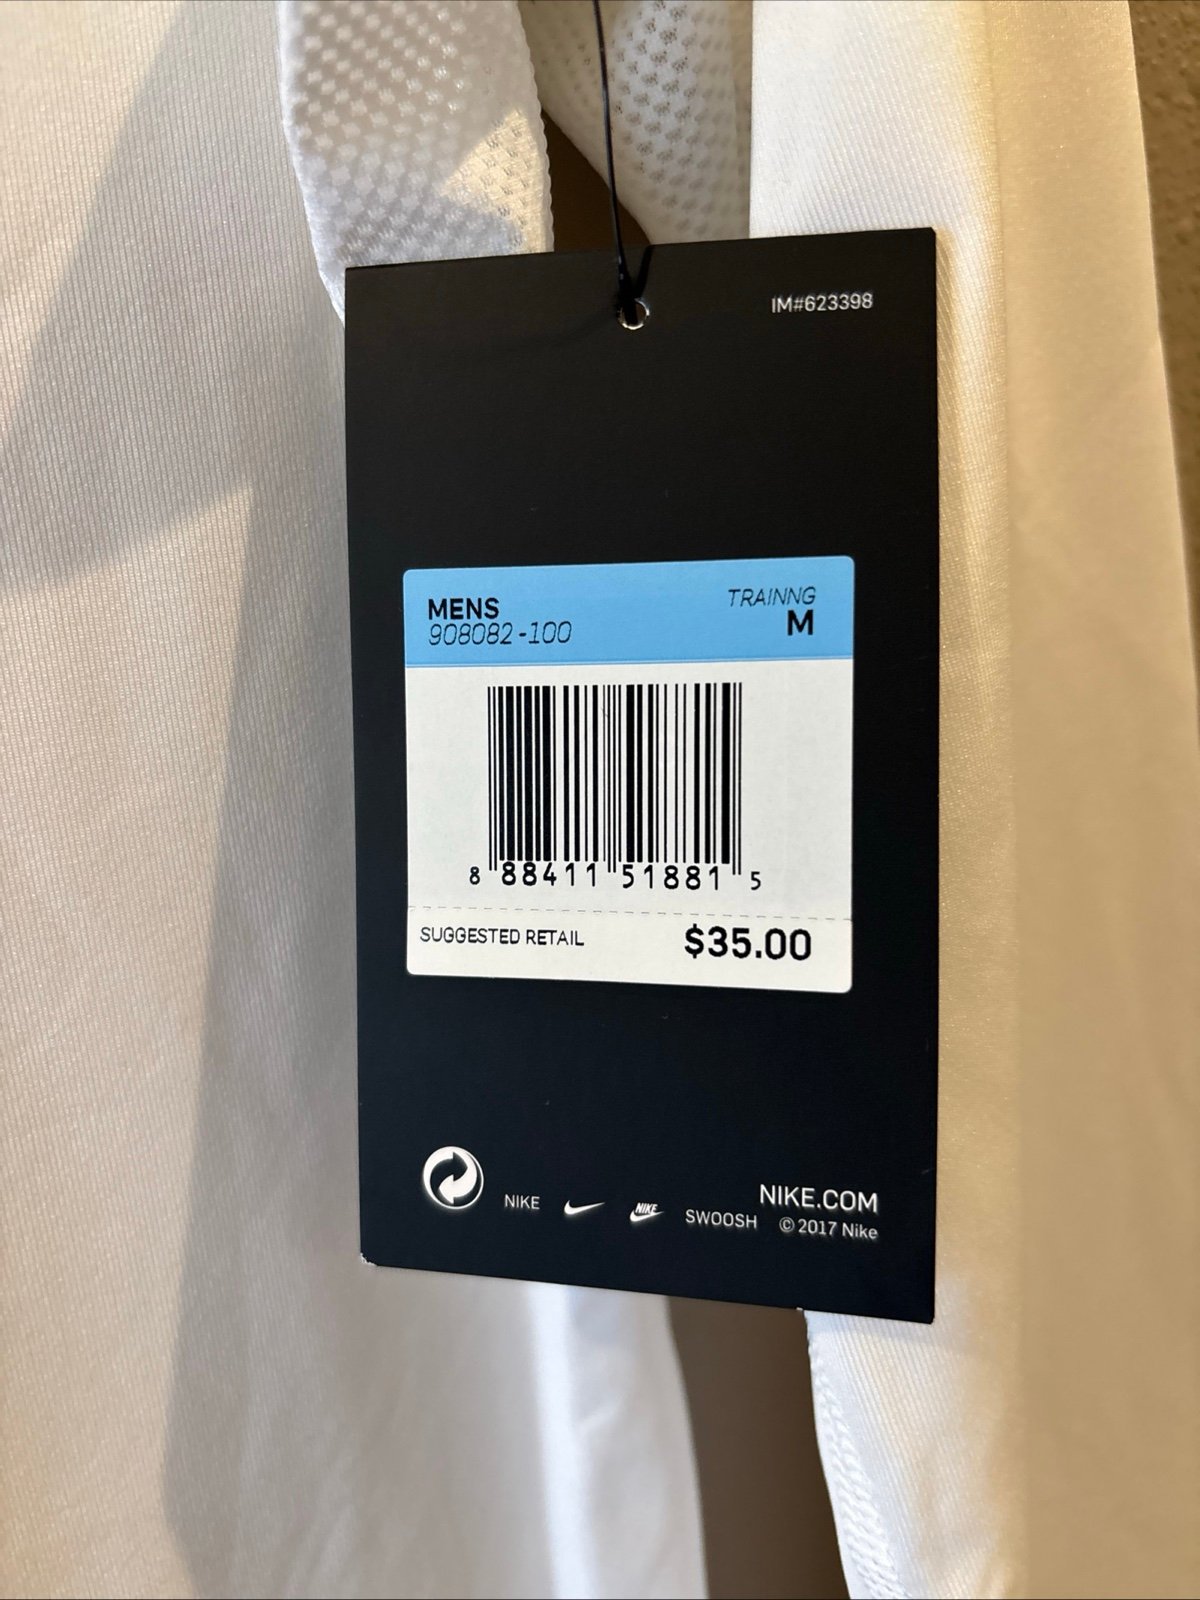 IM#623398
MENS
908082-100
TRAINNG
M
8 88411 51881 5
SUGGESTED RETAIL $35.00
NIKE NIKE SWOOSH
NIKE.COM
© 2017 Nike